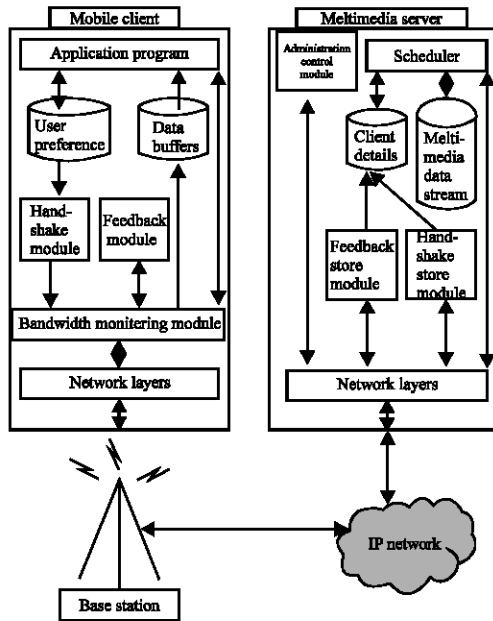 Mobile client
Application program
User
preference
Data
buffers
Hand-
shake
module
Feedback
module
Bandwidth monitering module
Network layers
Base station
Meltimedia server
Administration
control
module
Scheduler
Client
details
Melti-
media
data
stream
Feedback
store
module
Hand-
shake
store
module
Network layers
IP network